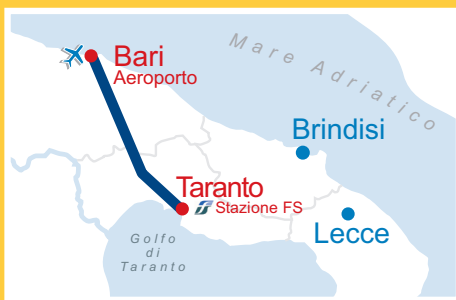 Bari
Aeroporto
Mare Adriatico
Brindisi
Taranto
Stazione FS
Lecce
Golfo
di
Taranto